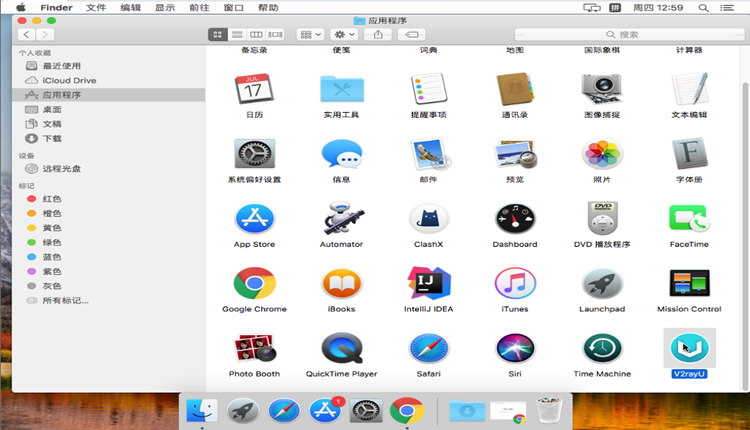 Finder 文件 编辑 显示 前往 窗口 帮助 拼 周四 12:59
应用程序
搜索
个人收藏
最近使用
iCloud Drive
应用程序
桌面
文稿
下载
设备
远程光盘
标记
红色
橙色
黄色
绿色
蓝色
紫色
灰色
所有标记...
备忘录 便笺 词典 地图 国际象棋 计算器
JUL
17
日历 实用工具 提醒事项 通讯录 图像捕捉 文本编辑
F
系统偏好设置 信息 邮件 预览 照片 字体册
DVD
App Store Automator ClashX Dashboard DVD 播放程序 FaceTime
IJ
Google Chrome iBooks IntelliJ IDEA iTunes Launchpad Mission Control
Photo Booth QuickTime Player Safari Siri Time Machine V2rayU
1